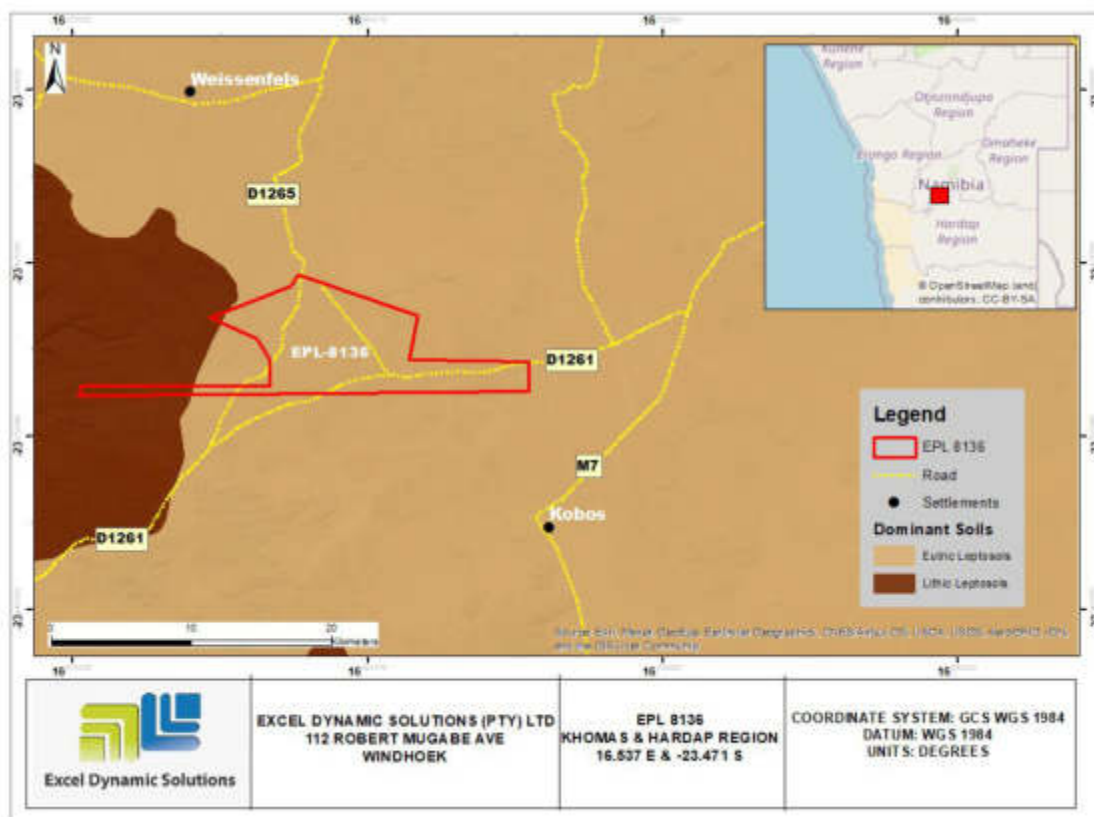 N
Weissenfels
D1265
EPL-8136
D1261
M7
Kobos
D1261
Kunene
Region
Otjozondjupa
Region
Omaheke
Region
Erongo Region
Namibia
Hardap
Region
© OpenStreetMap (and)
contributors, CC-BY-SA
Legend
EPL 8136
Road
Settlements
Dominant Soils
Eutric Leptosols
Lithic Leptosols
0 10 20
Kilometers
Excel Dynamic Solutions
EXCEL DYNAMIC SOLUTIONS (PTY) LTD
112 ROBERT MUGABE AVE
WINDHOEK
EPL 8136
KHOMAS & HARDAP REGION
16.537 E & -23.471 S
COORDINATE SYSTEM: GCS WGS 1984
DATUM: WGS 1984
UNITS: DEGREES